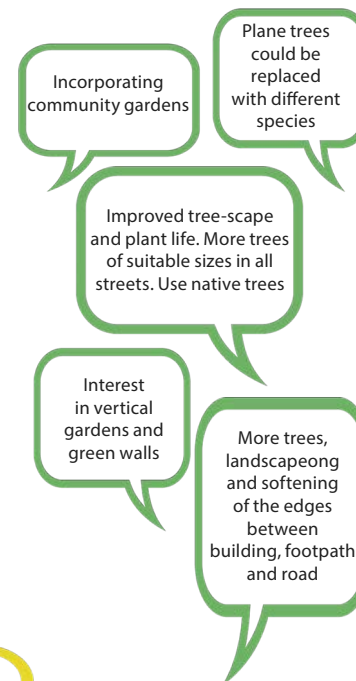 Incorporating
community gardens
Plane trees
could be
replaced
with different
species
Improved tree-scape
and plant life. More trees
of suitable sizes in all
streets. Use native trees
Interest
in vertical
gardens and
green walls
More trees,
landscapeong
and softening
of the edges
between
building, footpath
and road